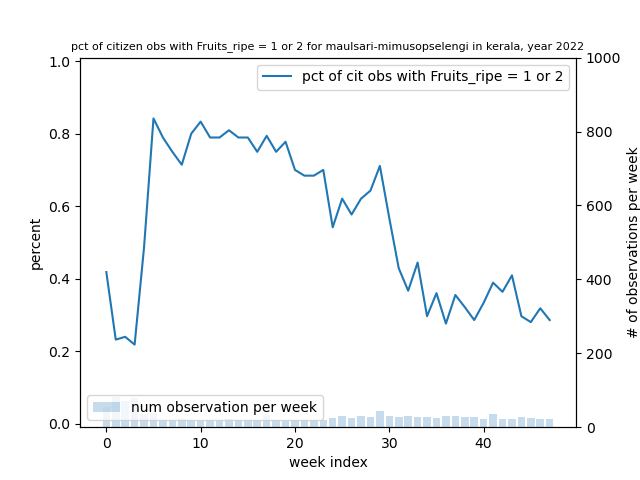 pct of citizen obs with Fruits_ripe = 1 or 2 for maulsari-mimusopselengi in kerala, year 2022
pct of cit obs with Fruits_ripe = 1 or 2
1.0
0.8
0.6
0.4
0.2
0.0
percent
1000
800
600
400
200
0
# of observations per week
num observation per week
0 10 20 30 40
week index